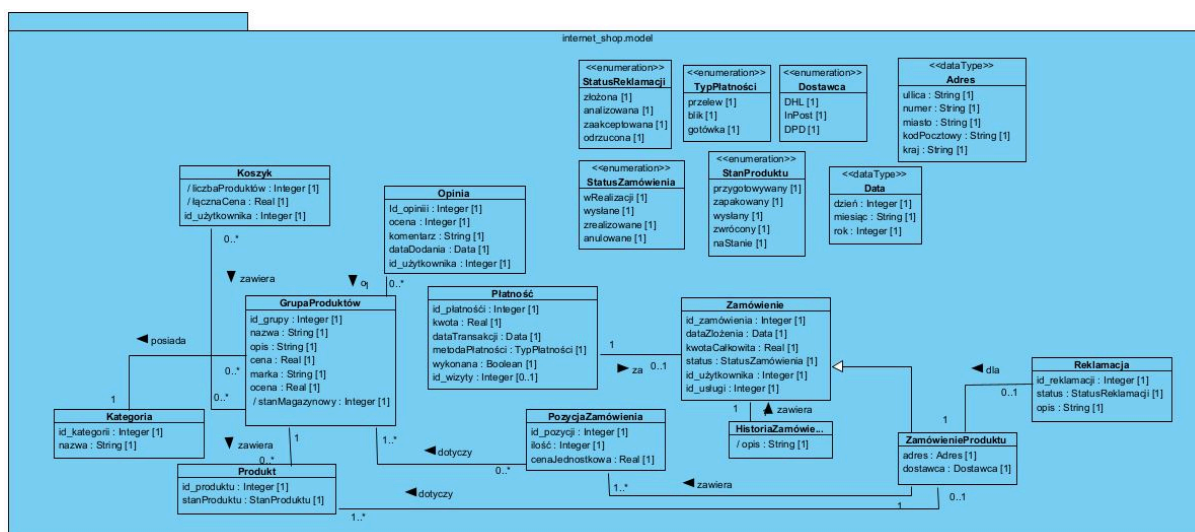 internet_shop.model
<<enumeration>>
StatusReklamacji
złożona [1]
analizowana [1]
zaakceptowana [1]
odrzucona [1]
<<enumeration>>
TypPłatności
przelew [1]
blik [1]
gotówka [1]
<<enumeration>>
Dostawca
DHL [1]
InPost [1]
DPD [1]
<<dataType>>
Adres
ullica : String [1]
numer : String [1]
miasto : String [1]
kodPocztowy : String [1]
kraj : String [1]
<<enumeration>>
StatusZamówienia
wRealizacji [1]
wysłane [1]
zrealizowane [1]
anulowane [1]
<<enumeration>>
StanProduktu
przygotowywany [1]
zapakowany [1]
wysłany [1]
zwrócony [1]
naStanie [1]
<<dataType>>
Data
dzień : Integer [1]
miesiąc : String [1]
rok : Integer [1]
Koszyk
/ liczbaProduktów : Integer [1]
/ łącznaCena : Real [1]
id_użytkownika : Integer [1]
0..*
zawiera
Opinia
Id_opiniii : Integer [1]
ocena : Integer [1]
komentarz : String [1]
dataDodania : Data [1]
id_użytkownika : Integer [1]
0..*
GrupaProduktów
id_grupy : Integer [1]
nazwa : String [1]
opis : String [1]
cena : Real [1]
marka : String [1]
ocena : Real [1]
/ stanMagazynowy : Integer [1]
posiada
0..*
1
0..*
Płatność
id_płatnośći : Integer [1]
kwota : Real [1]
dataTransakcji : Data [1]
metodaPłatności : TypPłatności [1]
wykonana : Boolean [1]
id_wizyty : Integer [0..1]
1
za
0..1
Zamówienie
id_zamówienia : Integer [1]
dataZlożenia : Data [1]
kwotaCałkowita : Real [1]
status : StatusZamówienia [1]
id_użytkownika : Integer [1]
id_usługi : Integer [1]
1
zawiera
HistoriaZamówie...
/ opis : String [1]
1
dla
Reklamacja
id_reklamacji : Integer [1]
status : StatusReklamacji [1]
opis : String [1]
0..1
1
Kategoria
id_kategorii : Integer [1]
nazwa : String [1]
zawiera
1
0..*
1..*
dotyczy
0..*
PozycjaZamówienia
id_pozycji : Integer [1]
ilość : Integer [1]
cenaJednostkowa : Real [1]
1..*
zawiera
1
ZamówienieProduktu
adres : Adres [1]
dostawca : Dostawca [1]
0..1
Produkt
id_produktu : Integer [1]
stanProduktu : StanProduktu [1]
1..*
dotyczy